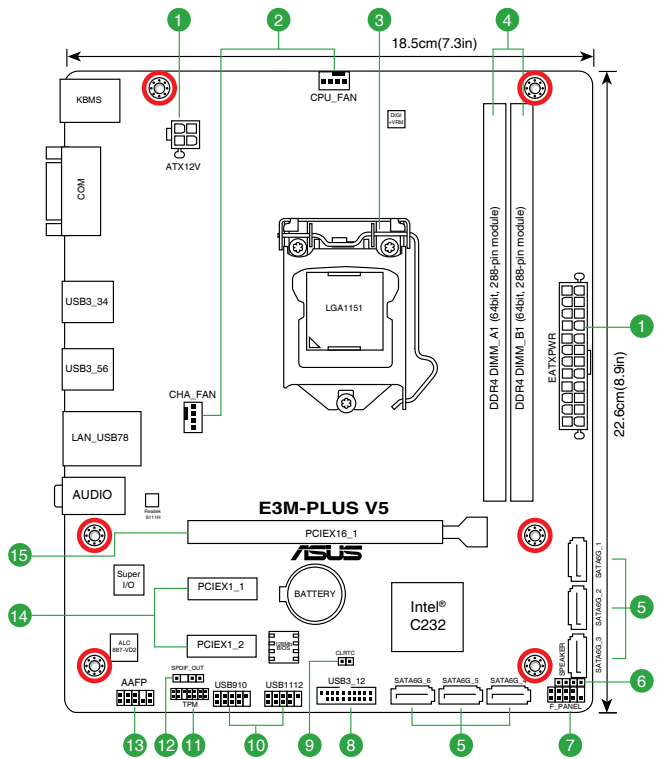 1
2
3
4
18.5cm(7.3in)
KBMS
CPU_FAN
DIGI
+VRM
ATX12V
COM
DDR4 DIMM_A1 (64bit, 288-pin module)
DDR4 DIMM_B1 (64bit, 288-pin module)
USB3_34
LGA1151
EATXPWR
1
22.6cm(8.9in)
USB3_56
CHA_FAN
LAN_USB78
AUDIO
Realtek
8111H
E3M-PLUS V5
PCIEX16_1
15
ASUS
SATA6G_1
Super
I/O
PCIEX1_1
BATTERY
Intel®
C232
SATA6G_2
5
14
ALC
887-VD2
PCIEX1_2
128Mb
BIOS
9
CLRTC
SPEAKER
SATA6G_3
SPDIF_OUT
AAFP
TPM
USB910
USB1112
USB3_12
SATA6G_6
SATA6G_5
SATA6G_4
6
F_PANEL
13
12
11
10
8
5
7